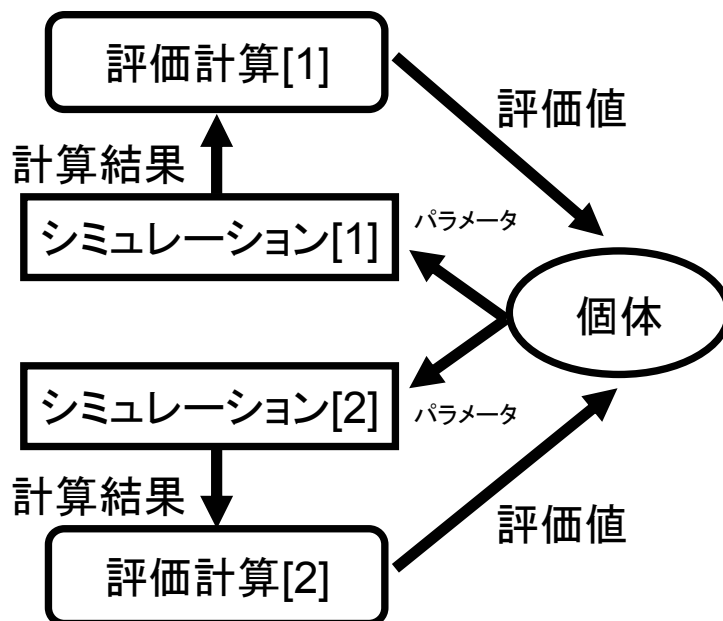 評価計算[1]
評価値
計算結果
シミュレーション[1]
パラメータ
個体
シミュレーション[2]
パラメータ
計算結果
評価値
評価計算[2]